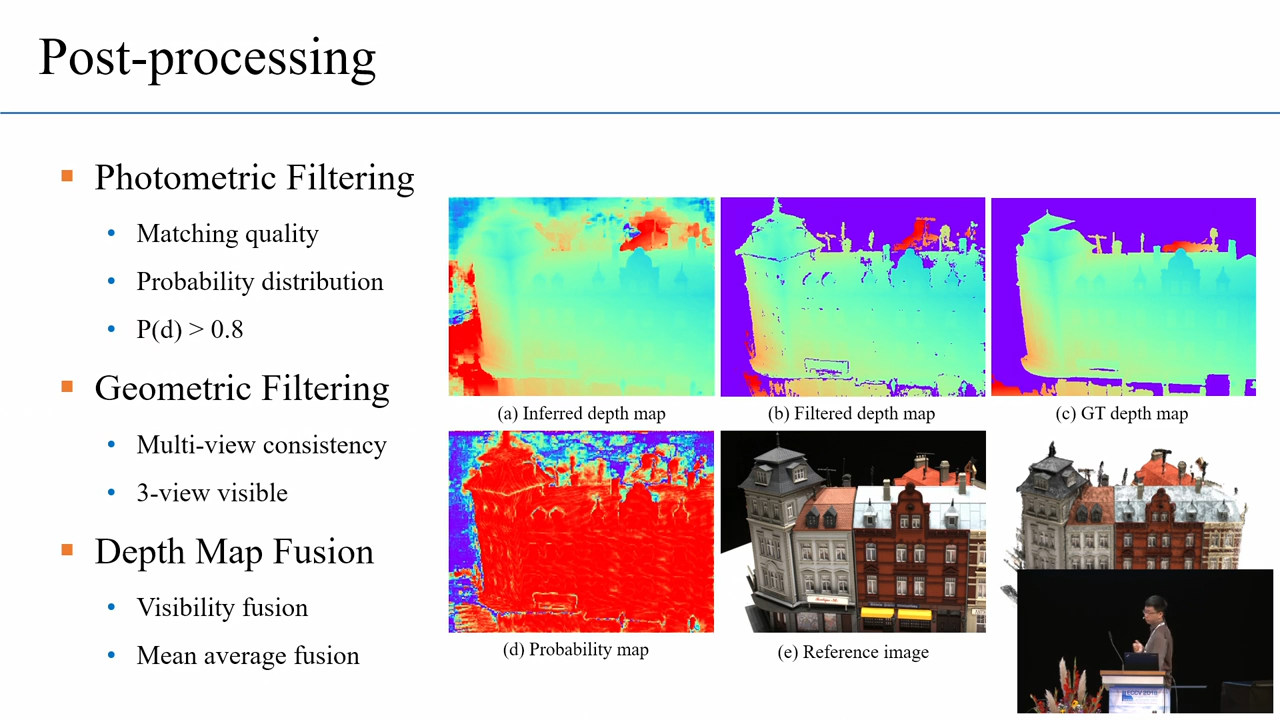 Post-processing
Photometric Filtering
Matching quality
Probability distribution
P(d) > 0.8
Geometric Filtering
Multi-view consistency
3-view visible
Depth Map Fusion
Visibility fusion
Mean average fusion
(a) Inferred depth map
(b) Filtered depth map
(c) GT depth map
(d) Probability map
(e) Reference image
ECCV 2018